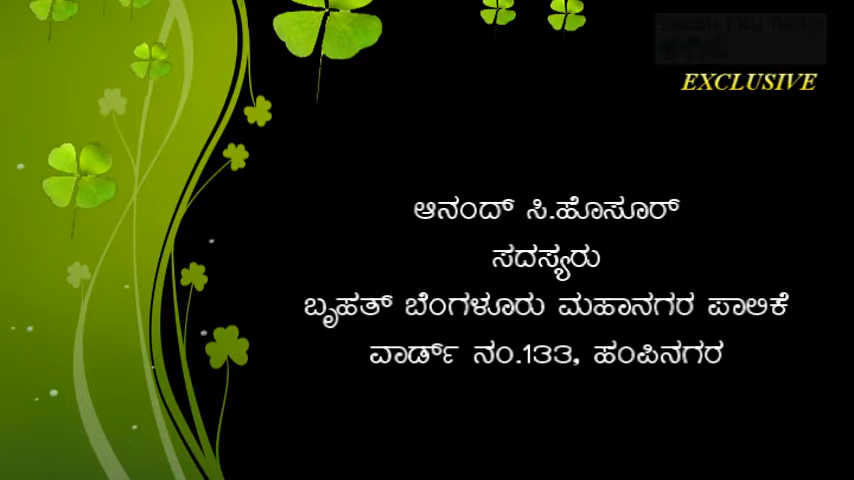 EXCLUSIVE
ಆನಂದ್ ಸಿ.ಹೊಸೂರ್
ಸದಸ್ಯರು
ಬೃಹತ್ ಬೆಂಗಳೂರು ಮಹಾನಗರ ಪಾಲಿಕೆ
ವಾರ್ಡ್ ನಂ.133, ಹಂಪಿನಗರ